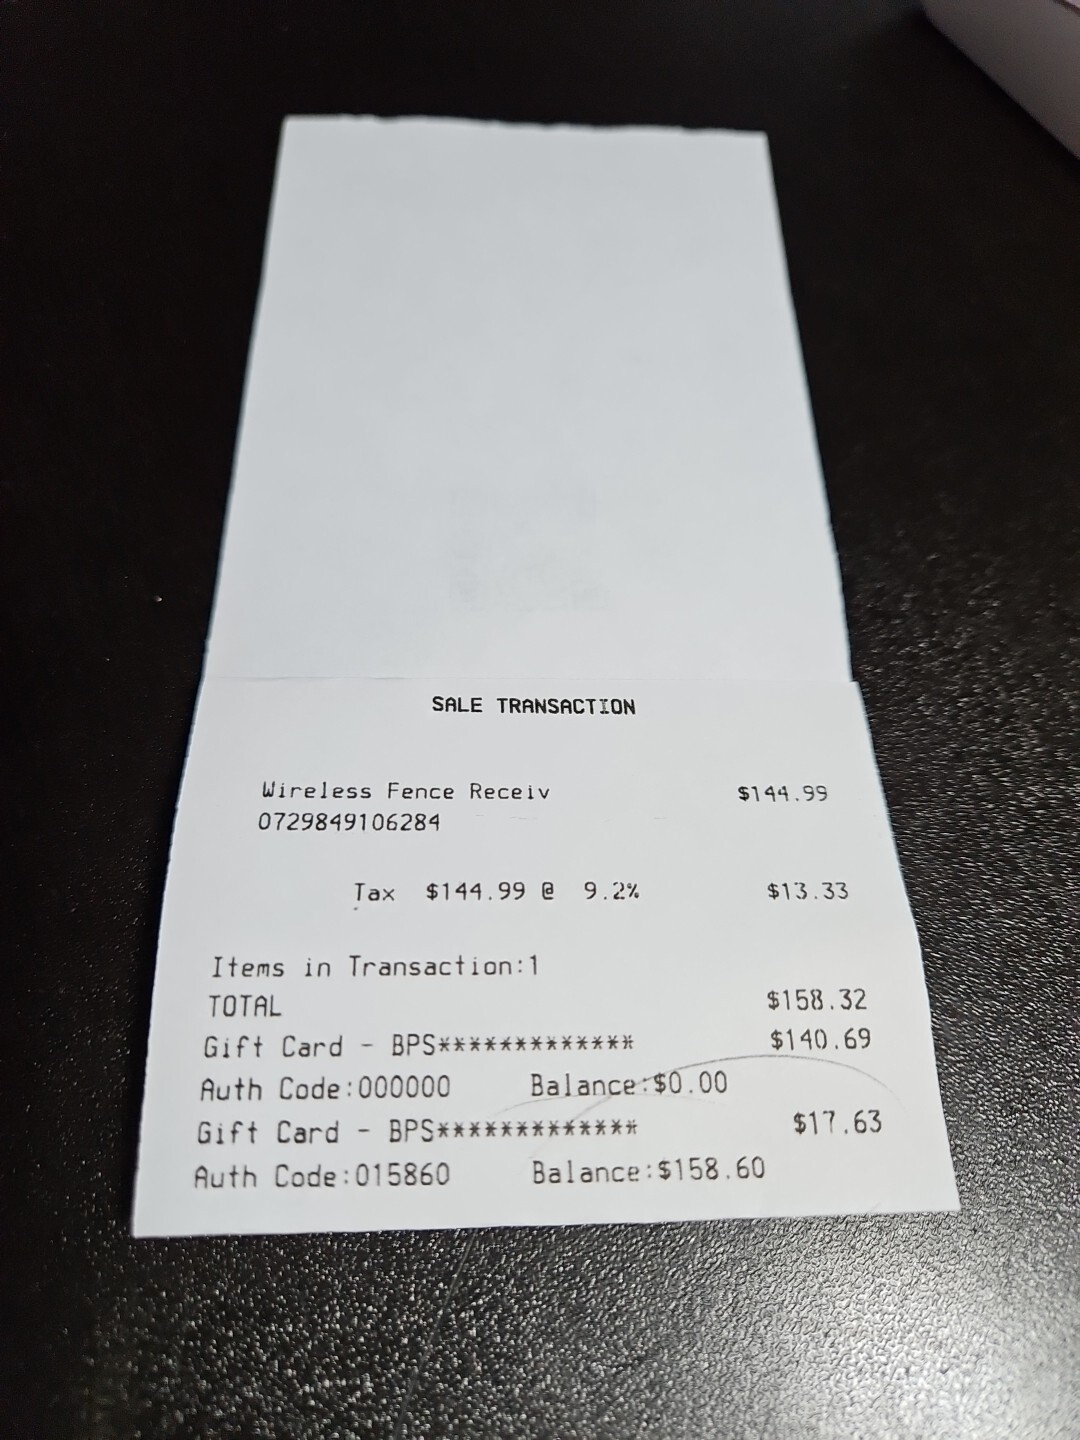 SALE TRANSACTION
Wireless Fence Receiv $144.99
0729849106284
Tax $144.99 @ 9.2% $13.33
Items in Transaction:1
TOTAL $158.32
Gift Card - BPS************* $140.69
Auth Code:000000 Balance:$0.00
Gift Card - BPS************* $17.63
Auth Code:015860 Balance:$158.60